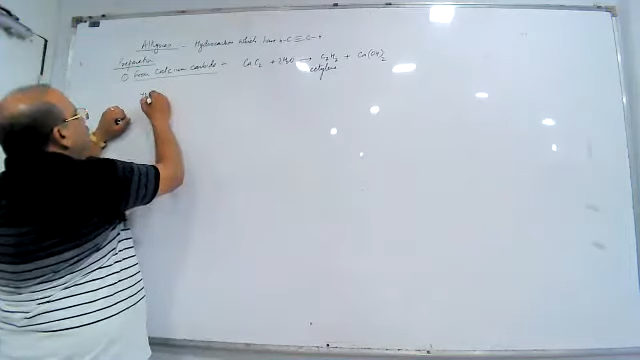 Alkynes - Hydrocarbon which have -C≡C-
Preparation
① From Calcium carbide - CaC₂ + 2H₂O → C₂H₂ + Ca(OH)₂
acetylene